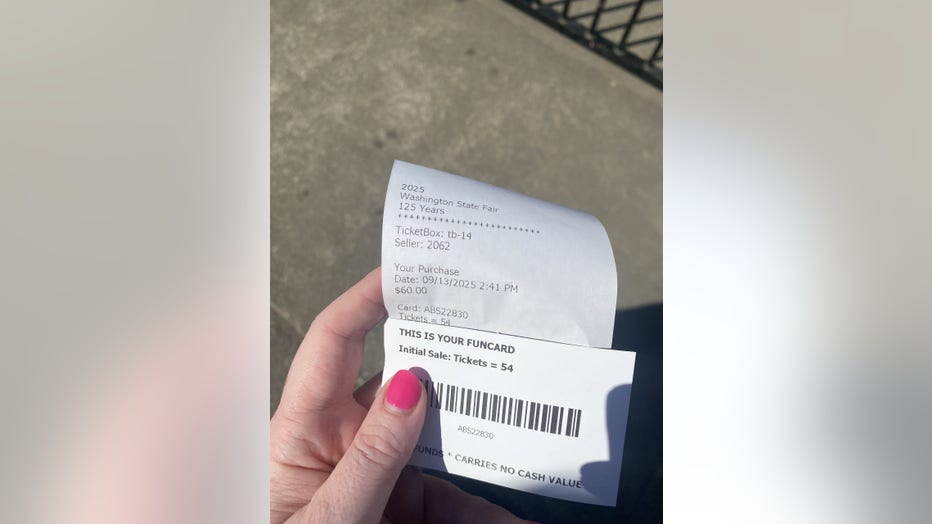 2025
Washington State Fair
125 Years
*************************
TicketBox: tb-14
Seller: 2062
Your Purchase
Date: 09/13/2025 2:41 PM
$60.00
Card: ABS22830
Tickets = 54
THIS IS YOUR FUNCARD
Initial Sale: Tickets = 54
ABS22830
FUNDS * CARRIES NO CASH VALUE